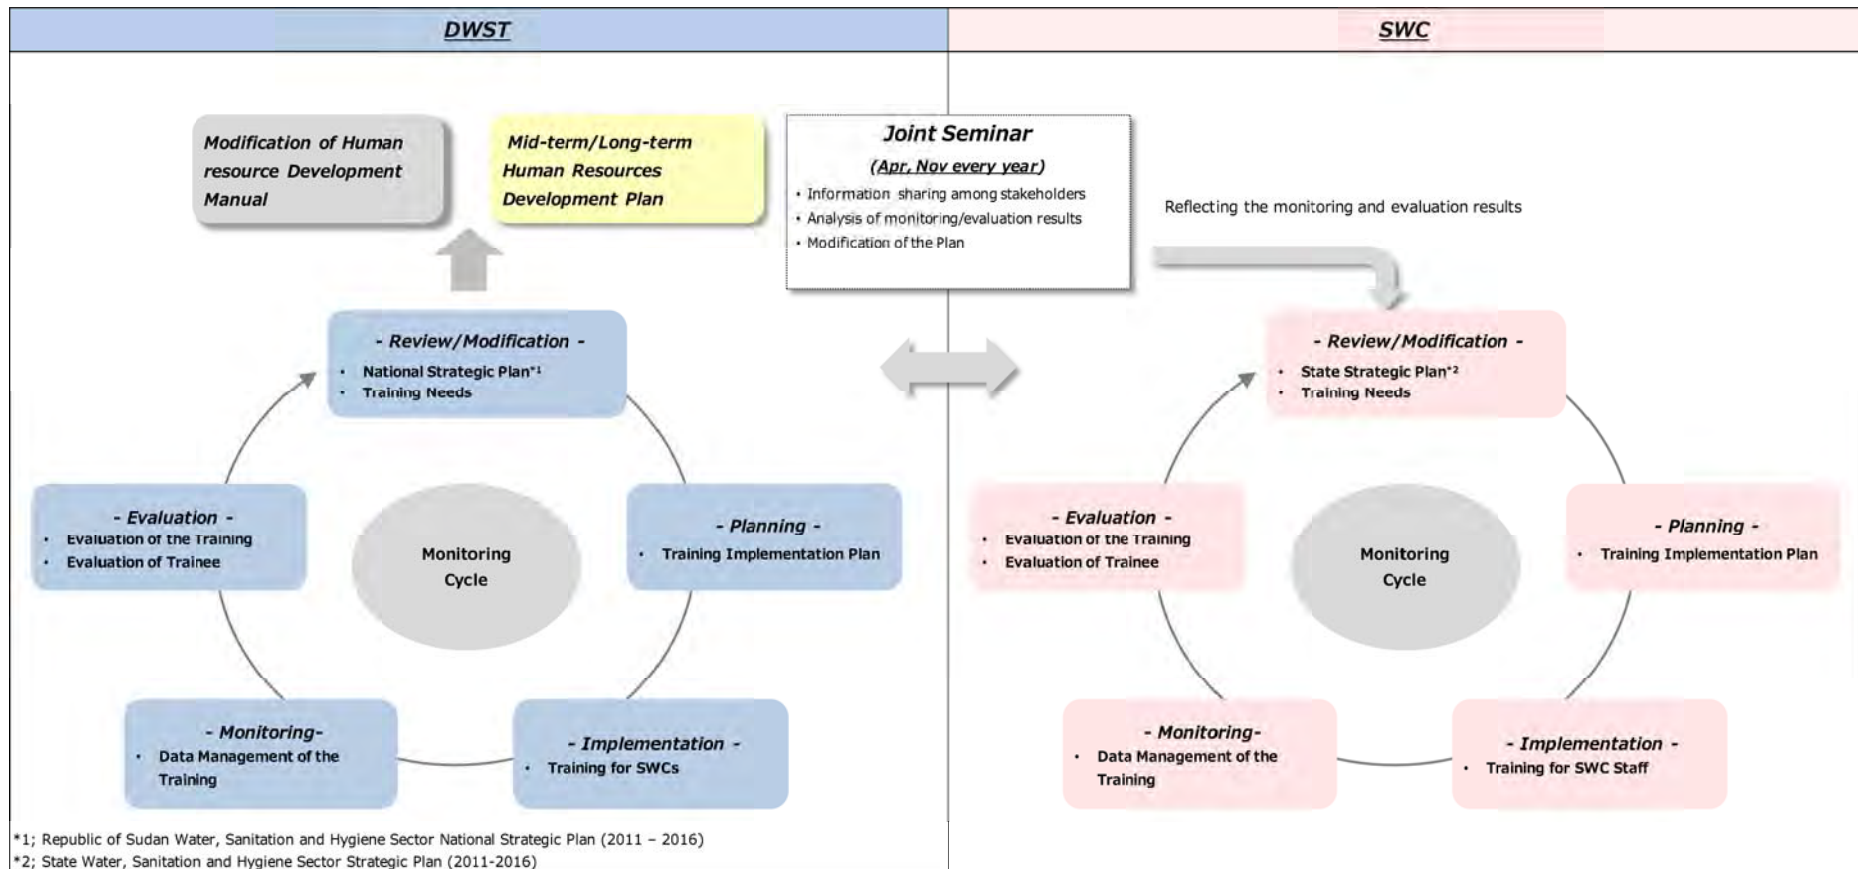 DWST
SWC
Modification of Human
resource Development
Manual
Mid-term/Long-term
Human Resources
Development Plan
Joint Seminar
(Apr, Nov every year)
• Information sharing among stakeholders
• Analysis of monitoring/evaluation results
• Modification of the Plan
Reflecting the monitoring and evaluation results
- Review/Modification -
• National Strategic Plan*1
• Training Needs
- Evaluation -
• Evaluation of the Training
• Evaluation of Trainee
Monitoring
Cycle
- Planning -
• Training Implementation Plan
- Monitoring-
• Data Management of the
Training
- Implementation -
• Training for SWCs
- Review/Modification -
• State Strategic Plan*2
• Training Needs
- Evaluation -
• Evaluation of the Training
• Evaluation of Trainee
Monitoring
Cycle
- Planning -
• Training Implementation Plan
- Monitoring-
• Data Management of the
Training
- Implementation -
• Training for SWC Staff
*1; Republic of Sudan Water, Sanitation and Hygiene Sector National Strategic Plan (2011 – 2016)
*2; State Water, Sanitation and Hygiene Sector Strategic Plan (2011-2016)